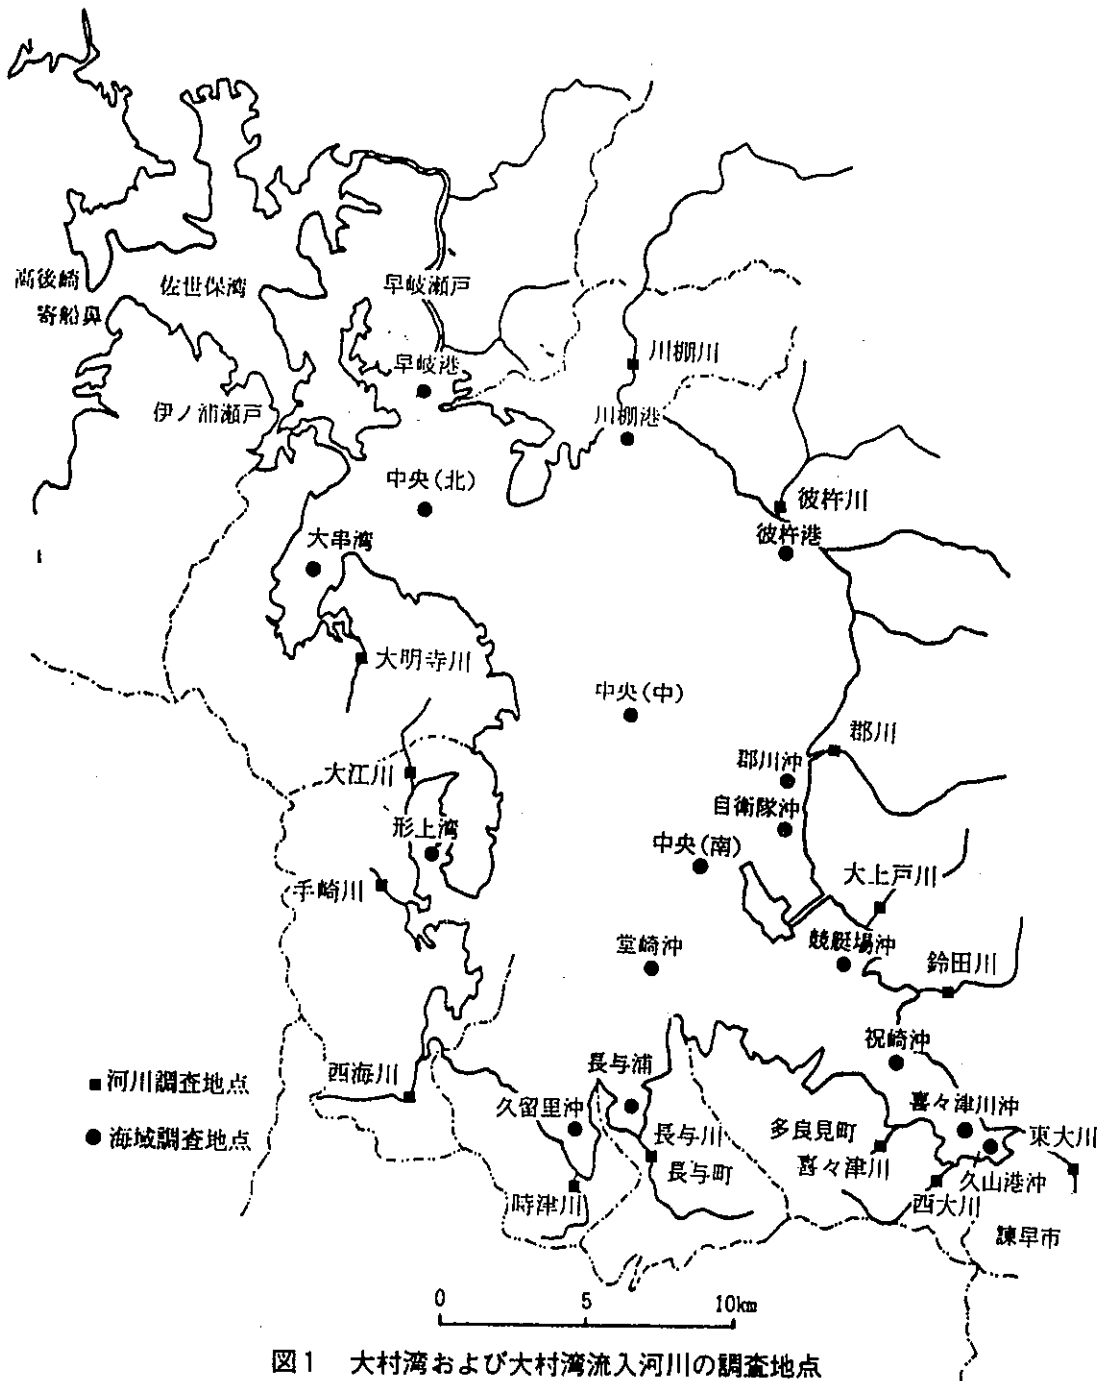 高後崎
佐世保湾
早岐瀬戸
寄船鼻
川棚川
早岐港
伊ノ浦瀬戸
川棚港
中央(北)
彼杵川
彼杵港
大串湾
大明寺川
中央(中)
郡川
郡川沖
大江川
自衛隊沖
形上湾
中央(南)
大上戸川
手崎川
堂崎沖
競艇場沖
鈴田川
祝崎沖
長与浦
西海川
■河川調査地点
久留里沖
喜々津川沖
●海域調査地点
長与川
多良見町
東大川
長与町
喜々津川
久山港沖
時津川
西大川
諫早市
0 5 10km
図1 大村湾および大村湾流入河川の調査地点